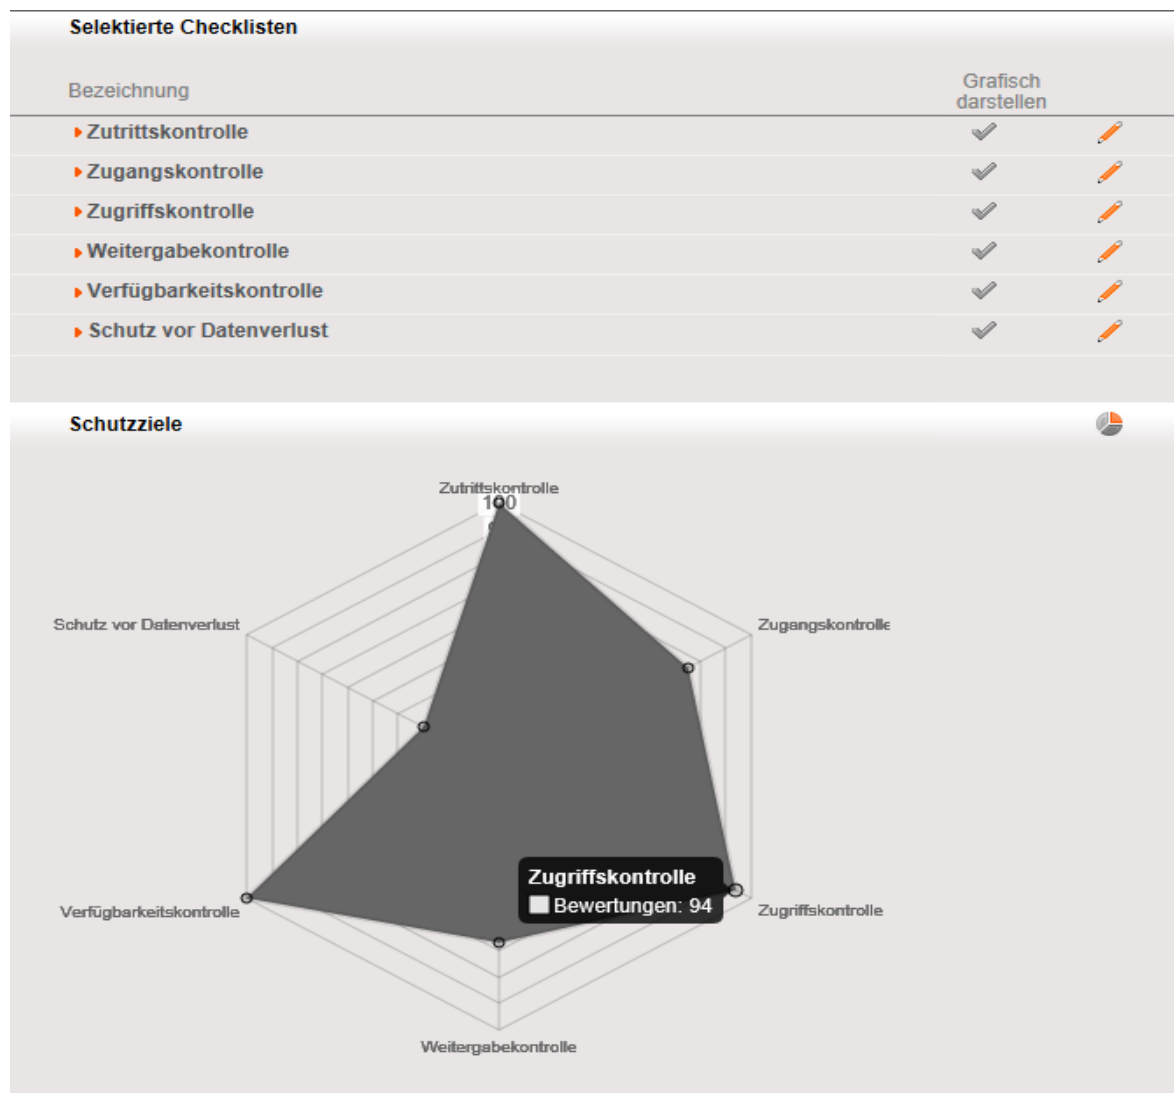 Selektierte Checklisten
Bezeichnung
Grafisch
darstellen
Zutrittskontrolle
Zugangskontrolle
Zugriffskontrolle
Weitergabekontrolle
Verfügbarkeitskontrolle
Schutz vor Datenverlust
Schutzziele
Zutrittskontrolle
100
Schutz vor Datenverlust
Zugangskontrolle
Zugriffskontrolle
Bewertungen: 94
Verfügbarkeitskontrolle
Zugriffskontrolle
Weitergabekontrolle